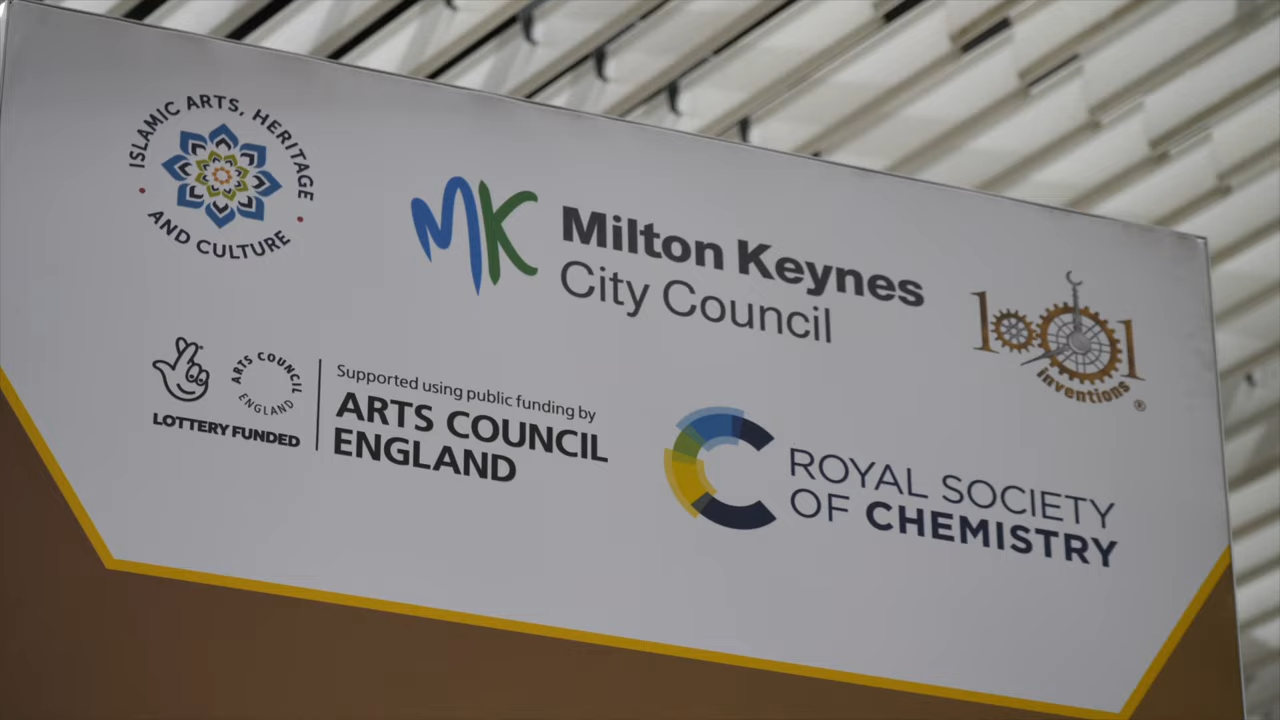 ISLAMIC ARTS, HERITAGE
AND CULTURE
MK
Milton Keynes
City Council
1001
inventions
®
ARTS COUNCIL
ENGLAND
LOTTERY FUNDED
Supported using public funding by
ARTS COUNCIL
ENGLAND
ROYAL SOCIETY
OF CHEMISTRY